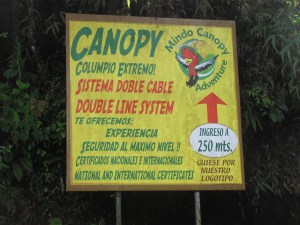 CANOPY
COLUMPIO EXTREMO!
SISTEMA DOBLE CABLE
DOUBLE LINE SYSTEM
TE OFRECEMOS:
EXPERIENCIA
SEGURIDAD AL MAXIMO NIVEL !!
CERTIFICADOS NACIONALES E INTERNACIONALES
NATIONAL AND INTERNATIONAL CERTIFICATES
Mindo Canopy
Adventure
INGRESO A
250 mts.
GUIESE POR
NUESTRO
LOGOTIPO